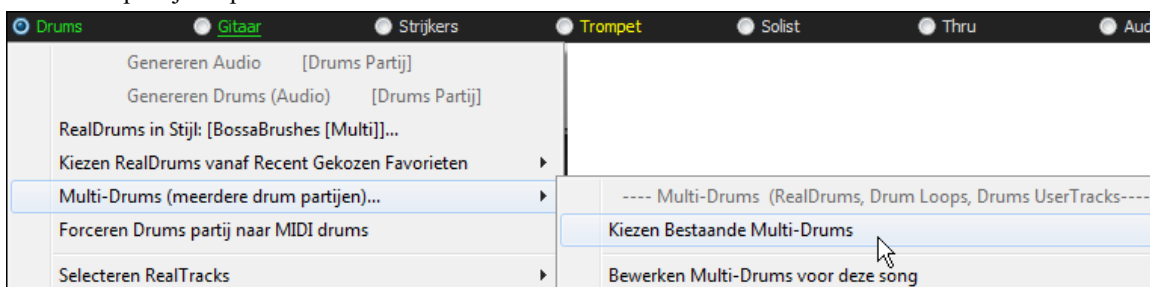 Drums Gitaar Strijkers Trompet Solist Thru Aud
Genereren Audio [Drums Partij]
Genereren Drums (Audio) [Drums Partij]
RealDrums in Stijl: [BossaBrushes [Multi]]...
Kiezen RealDrums vanaf Recent Gekozen Favorieten
Multi-Drums (meerdere drum partijen)...
Forceren Drums partij naar MIDI drums
Selecteren RealTracks
---- Multi-Drums (RealDrums, Drum Loops, Drums UserTracks----
Kiezen Bestaande Multi-Drums
Bewerken Multi-Drums voor deze song